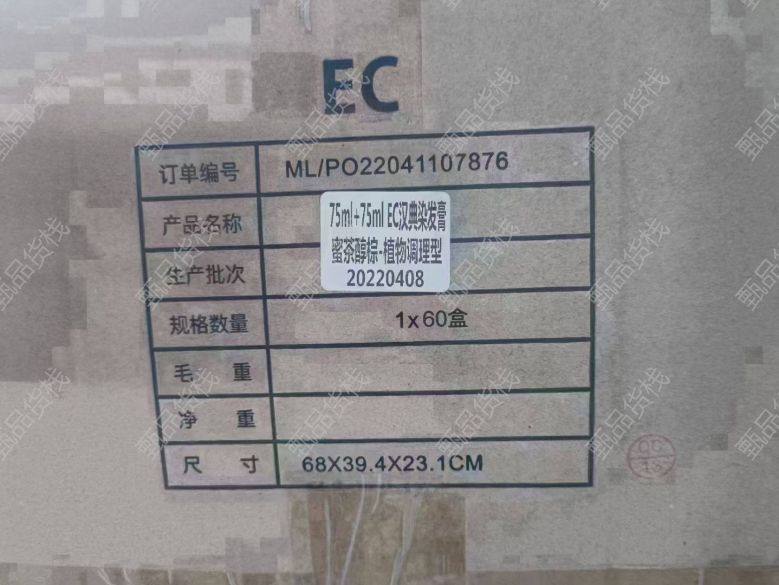 EC
订单编号 ML/PO22041107876
产品名称
75ml+75ml EC汉典染发膏
蜜茶醇棕-植物调理型
生产批次 20220408
规格数量 1x60盒
毛 重
净 重
尺 寸 68X39.4X23.1CM
甄品货栈